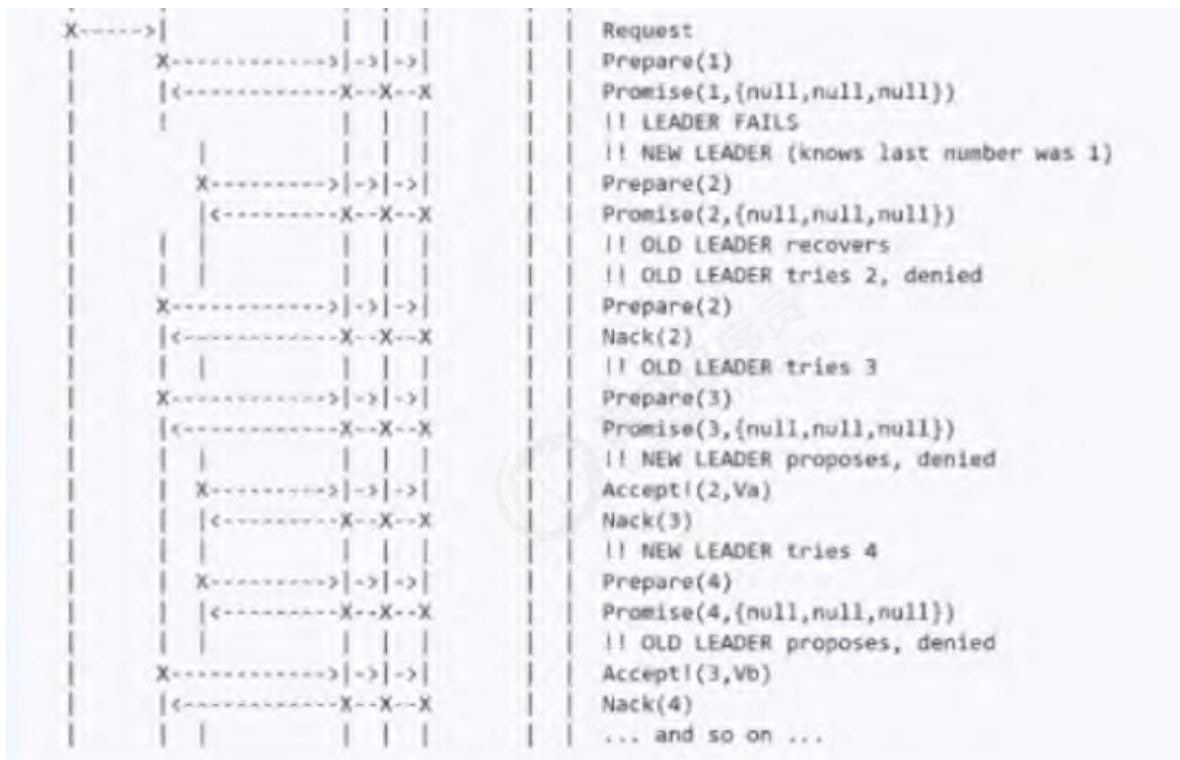 X----->| | | | | | Request
| X------------>|->|->| | | Prepare(1)
| |<------------X--X--X | | Promise(1,{null,null,null})
| ! | | | | | !! LEADER FAILS
| | | | | | | !! NEW LEADER (knows last number was 1)
| X--------->|->|->| | | Prepare(2)
| |<---------X--X--X | | Promise(2,{null,null,null})
| | | | | | | | !! OLD LEADER recovers
| | | | | | | | !! OLD LEADER tries 2, denied
| X------------>|->|->| | | Prepare(2)
| |<------------X--X--X | | Nack(2)
| | | | | | | | !! OLD LEADER tries 3
| X------------>|->|->| | | Prepare(3)
| |<------------X--X--X | | Promise(3,{null,null,null})
| | | | | | | | !! NEW LEADER proposes, denied
| | X--------->|->|->| | | Accept!(2,Va)
| | |<---------X--X--X | | Nack(3)
| | | | | | | | !! NEW LEADER tries 4
| | X--------->|->|->| | | Prepare(4)
| | |<---------X--X--X | | Promise(4,{null,null,null})
| | | | | | | | !! OLD LEADER proposes, denied
| X------------>|->|->| | | Accept!(3,Vb)
| |<------------X--X--X | | Nack(4)
| | | | | | | | ... and so on ...